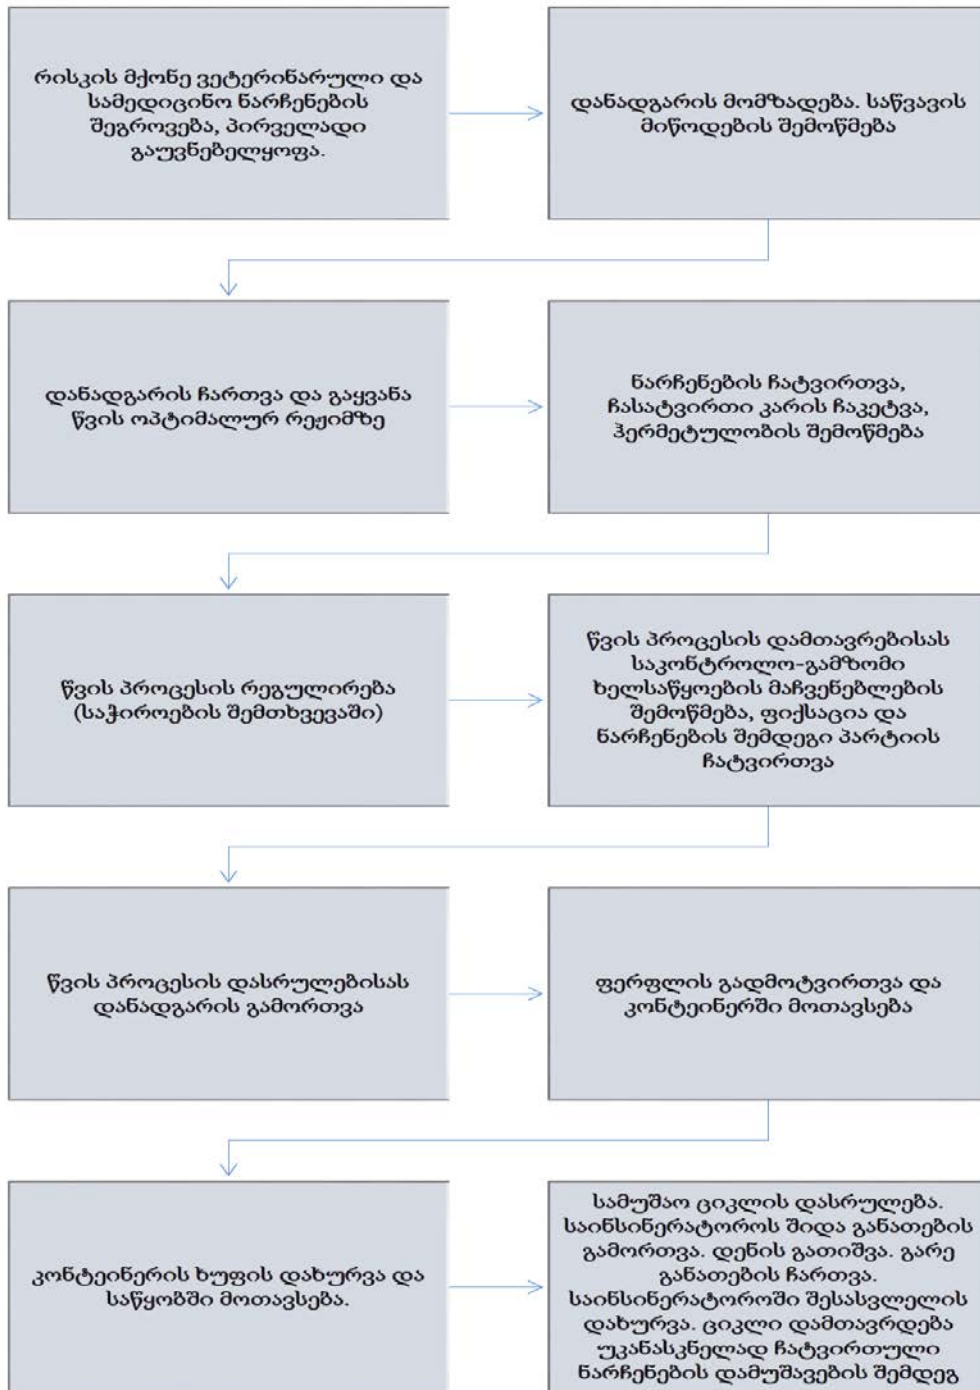 რისკის მქონე ვეტერინარული და
სამედიცინო ნარჩენების
შეგროვება, პირველადი
გაუვნებელყოფა.
დანადგარის მომზადება. საწვავის
მიწოდების შემოწმება
დანადგარის ჩართვა და გაყვანა
წვის ოპტიმალურ რეჟიმზე
ნარჩენების ჩატვირთვა,
ჩასატვირთი კარის ჩაკეტვა,
ჰერმეტულობის შემოწმება
წვის პროცესის რეგულირება
(საჭიროების შემთხვევაში)
წვის პროცესის დამთავრებისას
საკონტროლო-გამზომი
ხელსაწყოების მაჩვენებლების
შემოწმება, ფიქსაცია და
ნარჩენების შემდეგი პარტიის
ჩატვირთვა
წვის პროცესის დასრულებისას
დანადგარის გამორთვა
ფერფლის გადმოტვირთვა და
კონტეინერში მოთავსება
კონტეინერის ხუფის დახურვა და
საწყობში მოთავსება.
სამუშაო ციკლის დასრულება.
საინსინერატოროს შიდა განათების
გამორთვა. დენის გათიშვა. გარე
განათების ჩართვა.
საინსინერატოროში შესასვლელის
დახურვა. ციკლი დამთავრდება
უკანასკნელად ჩატვირთული
ნარჩენების დამუშავების შემდეგ